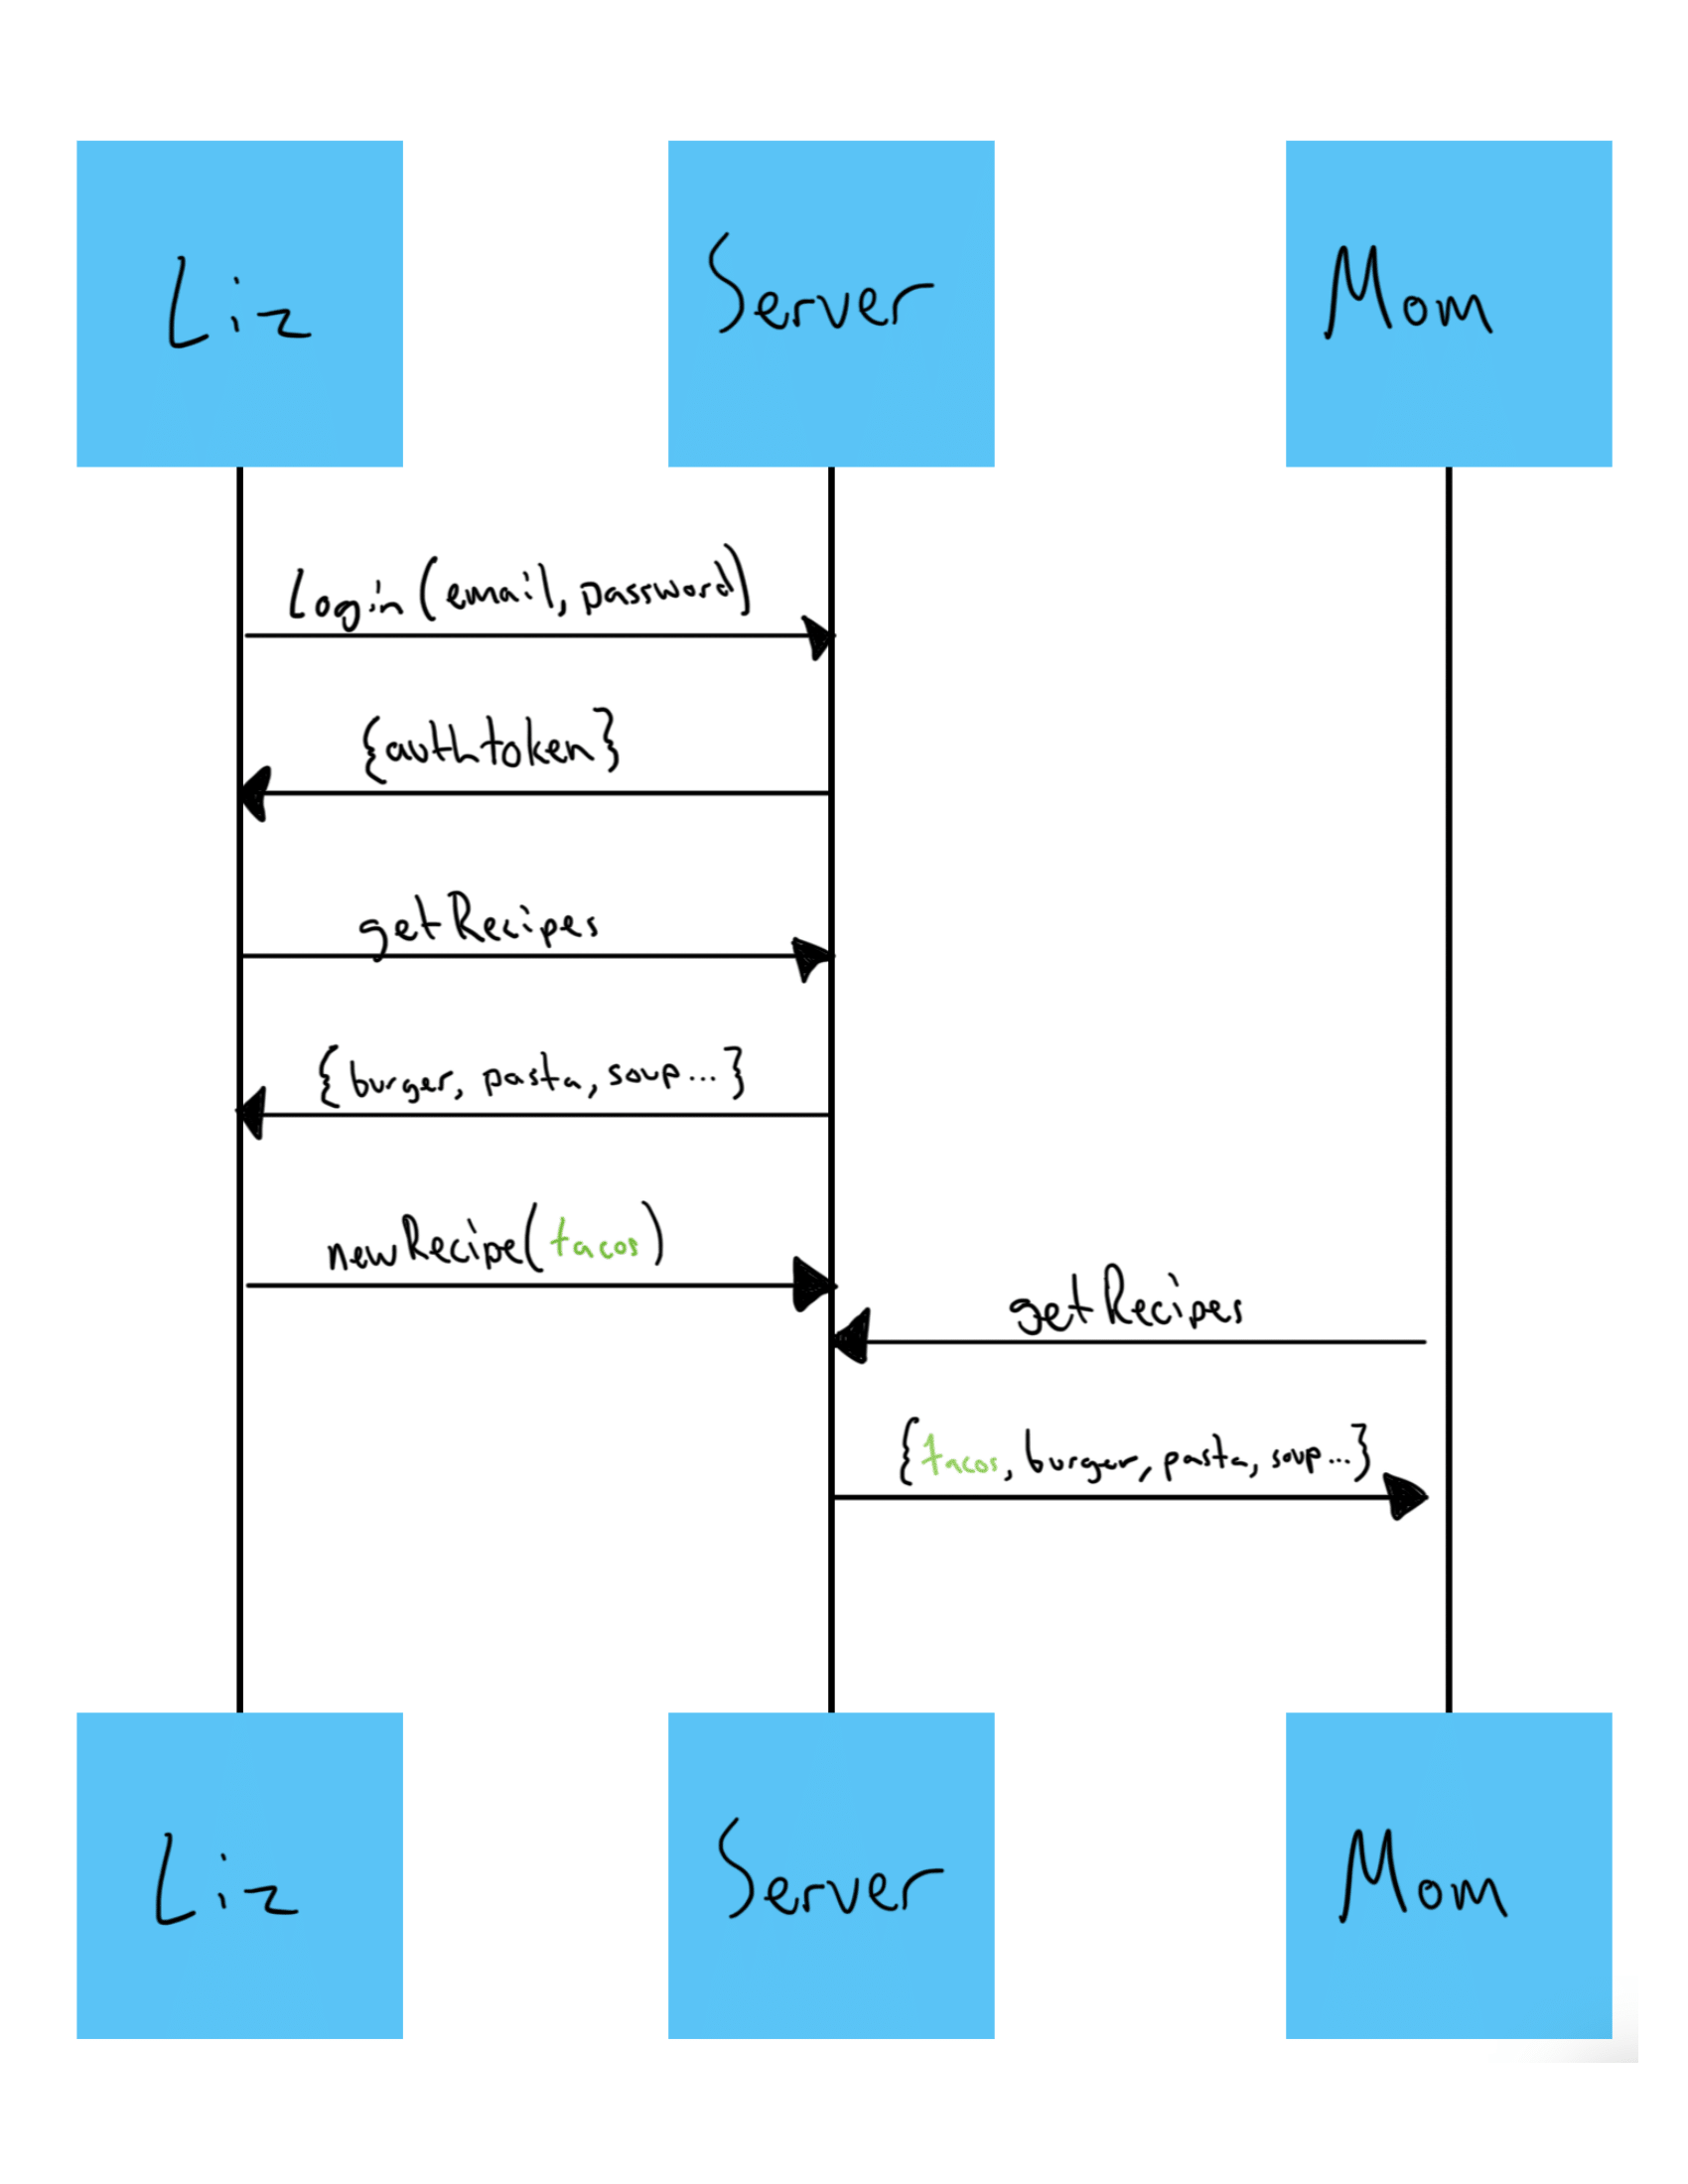 Liz
Server
Mom
Login (email, password)
{authtoken}
getRecipes
{burger, pasta, soup...}
newRecipe(tacos)
getRecipes
{tacos, burger, pasta, soup...}
Liz
Server
Mom